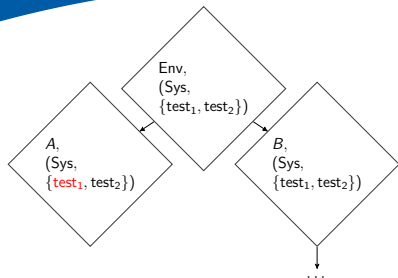 Env,
(Sys,
{test₁, test₂})
A,
(Sys,
{test₁, test₂})
B,
(Sys,
{test₁, test₂})
...